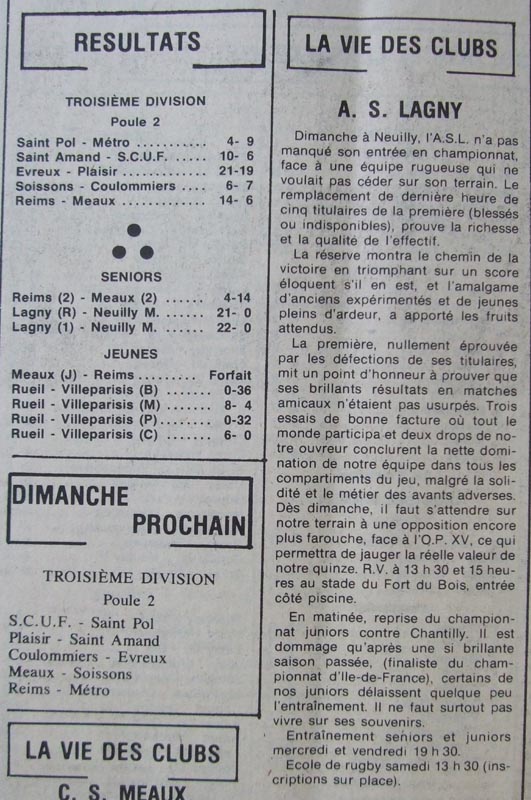 RESULTATS
TROISIÈME DIVISION
Poule 2
Saint Pol - Métro ........... 4- 9
Saint Amand - S.C.U.F. ..... 10- 6
Evreux - Plaisir ............. 21-19
Soissons - Coulommiers .... 6- 7
Reims - Meaux ............. 14- 6
SENIORS
Reims (2) - Meaux (2) ...... 4-14
Lagny (R) - Neuilly M. ...... 21- 0
Lagny (1) - Neuilly M. ...... 22- 0
JEUNES
Meaux (J) - Reims......... Forfait
Rueil - Villeparisis (B) ....... 0-36
Rueil - Villeparisis (M) ...... 8- 4
Rueil - Villeparisis (P)....... 0-32
Rueil - Villeparisis (C) ....... 6- 0
DIMANCHE
PROCHAIN
TROISIÈME DIVISION
Poule 2
S.C.U.F. - Saint Pol
Plaisir - Saint Amand
Coulommiers - Evreux
Meaux - Soissons
Reims - Métro
LA VIE DES CLUBS
C. S. MEAUX
LA VIE DES CLUBS
A. S. LAGNY
Dimanche à Neuilly, l'A.S.L. n'a pas
manqué son entrée en championnat,
face à une équipe rugueuse qui ne
voulait pas céder sur son terrain. Le
remplacement de dernière heure de
cinq titulaires de la première (blessés
ou indisponibles), prouve la richesse
et la qualité de l'effectif.
La réserve montra le chemin de la
victoire en triomphant sur un score
éloquent s'il en est, et l'amalgame
d'anciens expérimentés et de jeunes
pleins d'ardeur, a apporté les fruits
attendus.
La première, nullement éprouvée
par les défections de ses titulaires,
mit un point d'honneur à prouver que
ses brillants résultats en matches
amicaux n'étaient pas usurpés. Trois
essais de bonne facture où tout le
monde participa et deux drops de no-
tre ouvreur conclurent la nette domi-
nation de notre équipe dans tous les
compartiments du jeu, malgré la soli-
dité et le métier des avants adverses.
Dès dimanche, il faut s'attendre sur
notre terrain à une opposition encore
plus farouche, face à l'O.P. XV, ce qui
permettra de jauger la réelle valeur de
notre quinze. R.V. à 13 h 30 et 15 heu-
res au stade du Fort du Bois, entrée
côté piscine.
En matinée, reprise du champion-
nat juniors contre Chantilly. Il est
dommage qu'après une si brillante
saison passée, (finaliste du cham-
pionnat d'Ile-de-France), certains de
nos juniors délaissent quelque peu
l'entraînement. Il ne faut surtout pas
vivre sur ses souvenirs.
Entraînement seniors et juniors
mercredi et vendredi 19 h 30.
Ecole de rugby samedi 13 h 30 (ins-
criptions sur place).